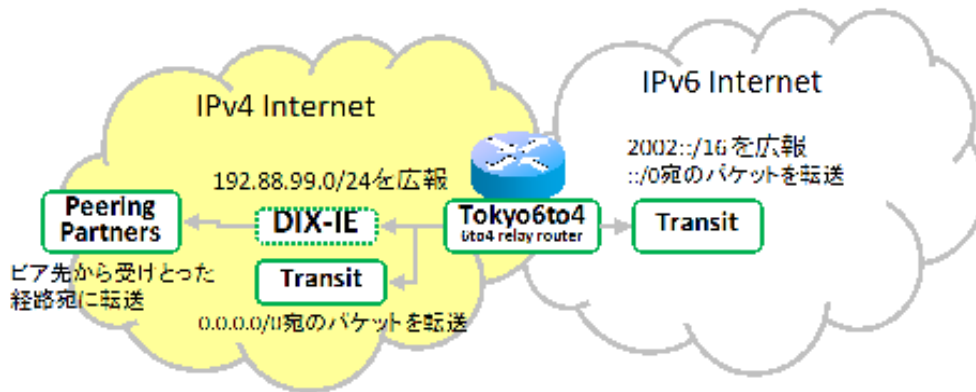 IPv4 Internet
IPv6 Internet
192.88.99.0/24を広報
2002::/16を広報
::/0宛のパケットを転送
Peering
Partners
DIX-IE
Tokyo6to4
6to4 relay router
Transit
ピア先から受けとった
経路宛に転送
Transit
0.0.0.0/0宛のパケットを転送